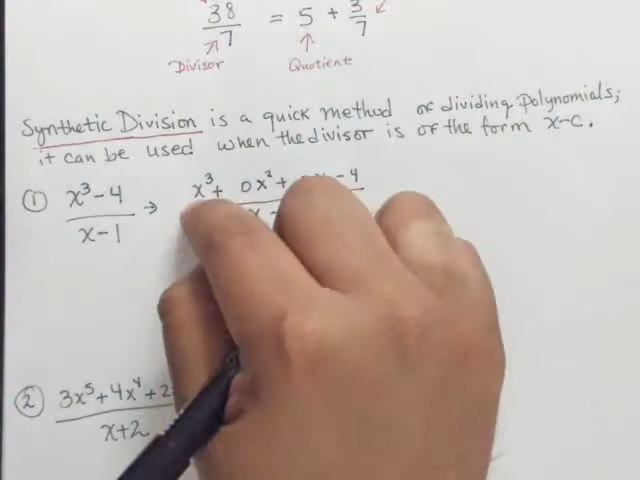 38/7 = 5 + 3/7
Divisor Quotient
Synthetic Division is a quick method of dividing Polynomials;
it can be used when the divisor is of the form x-c.
① x³-4 / x-1 → x³ + 0x² + x - 4
② 3x⁵+4x⁴+2 / x+2